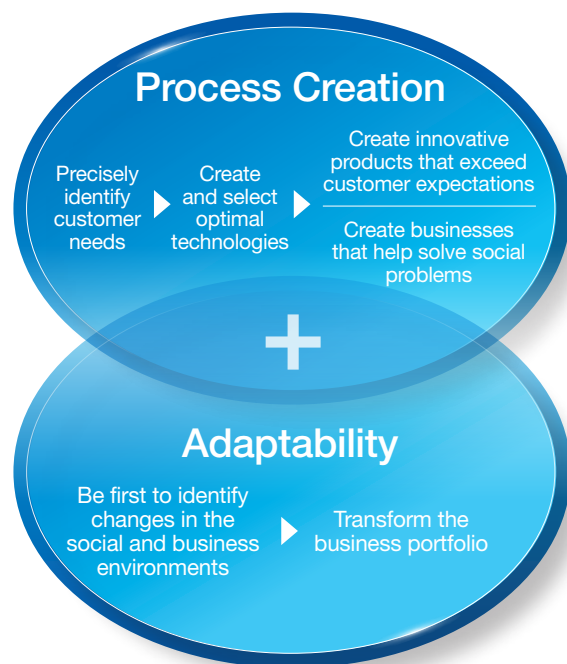 Process Creation
Precisely
identify
customer
needs
Create
and select
optimal
technologies
Create innovative
products that exceed
customer expectations
Create businesses
that help solve social
problems
+
Adaptability
Be first to identify
changes in the
social and business
environments
Transform the
business portfolio